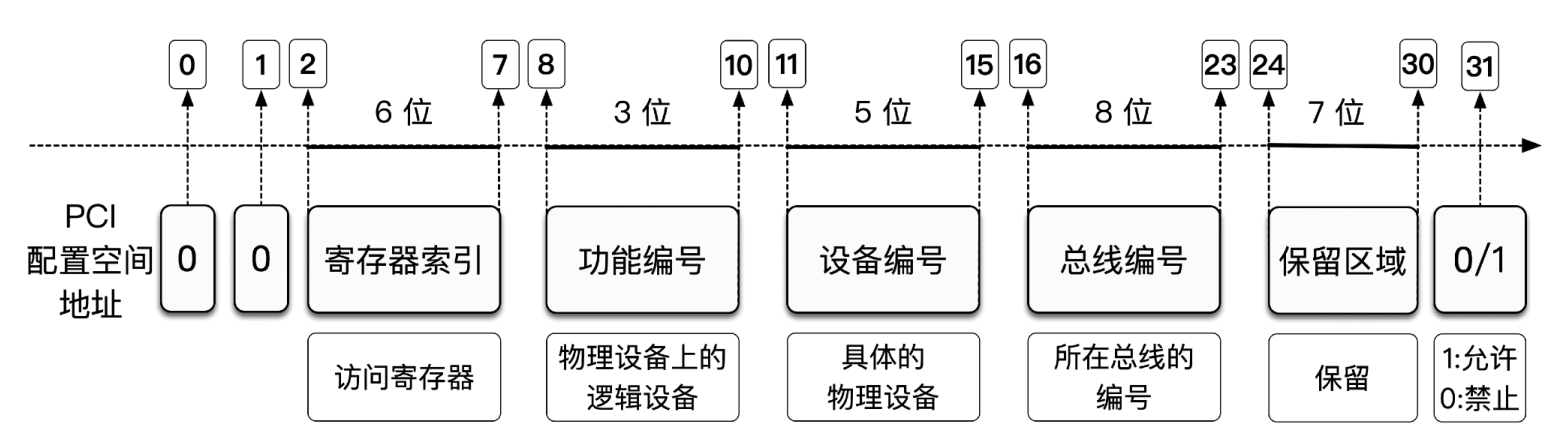 0 1 2 7 8 10 11 15 16 23 24 30 31
6 位 3 位 5 位 8 位 7 位
PCI
配置空间
地址
0 0 寄存器索引 功能编号 设备编号 总线编号 保留区域 0/1
访问寄存器
物理设备上的
逻辑设备
具体的
物理设备
所在总线的
编号
保留
1:允许
0:禁止